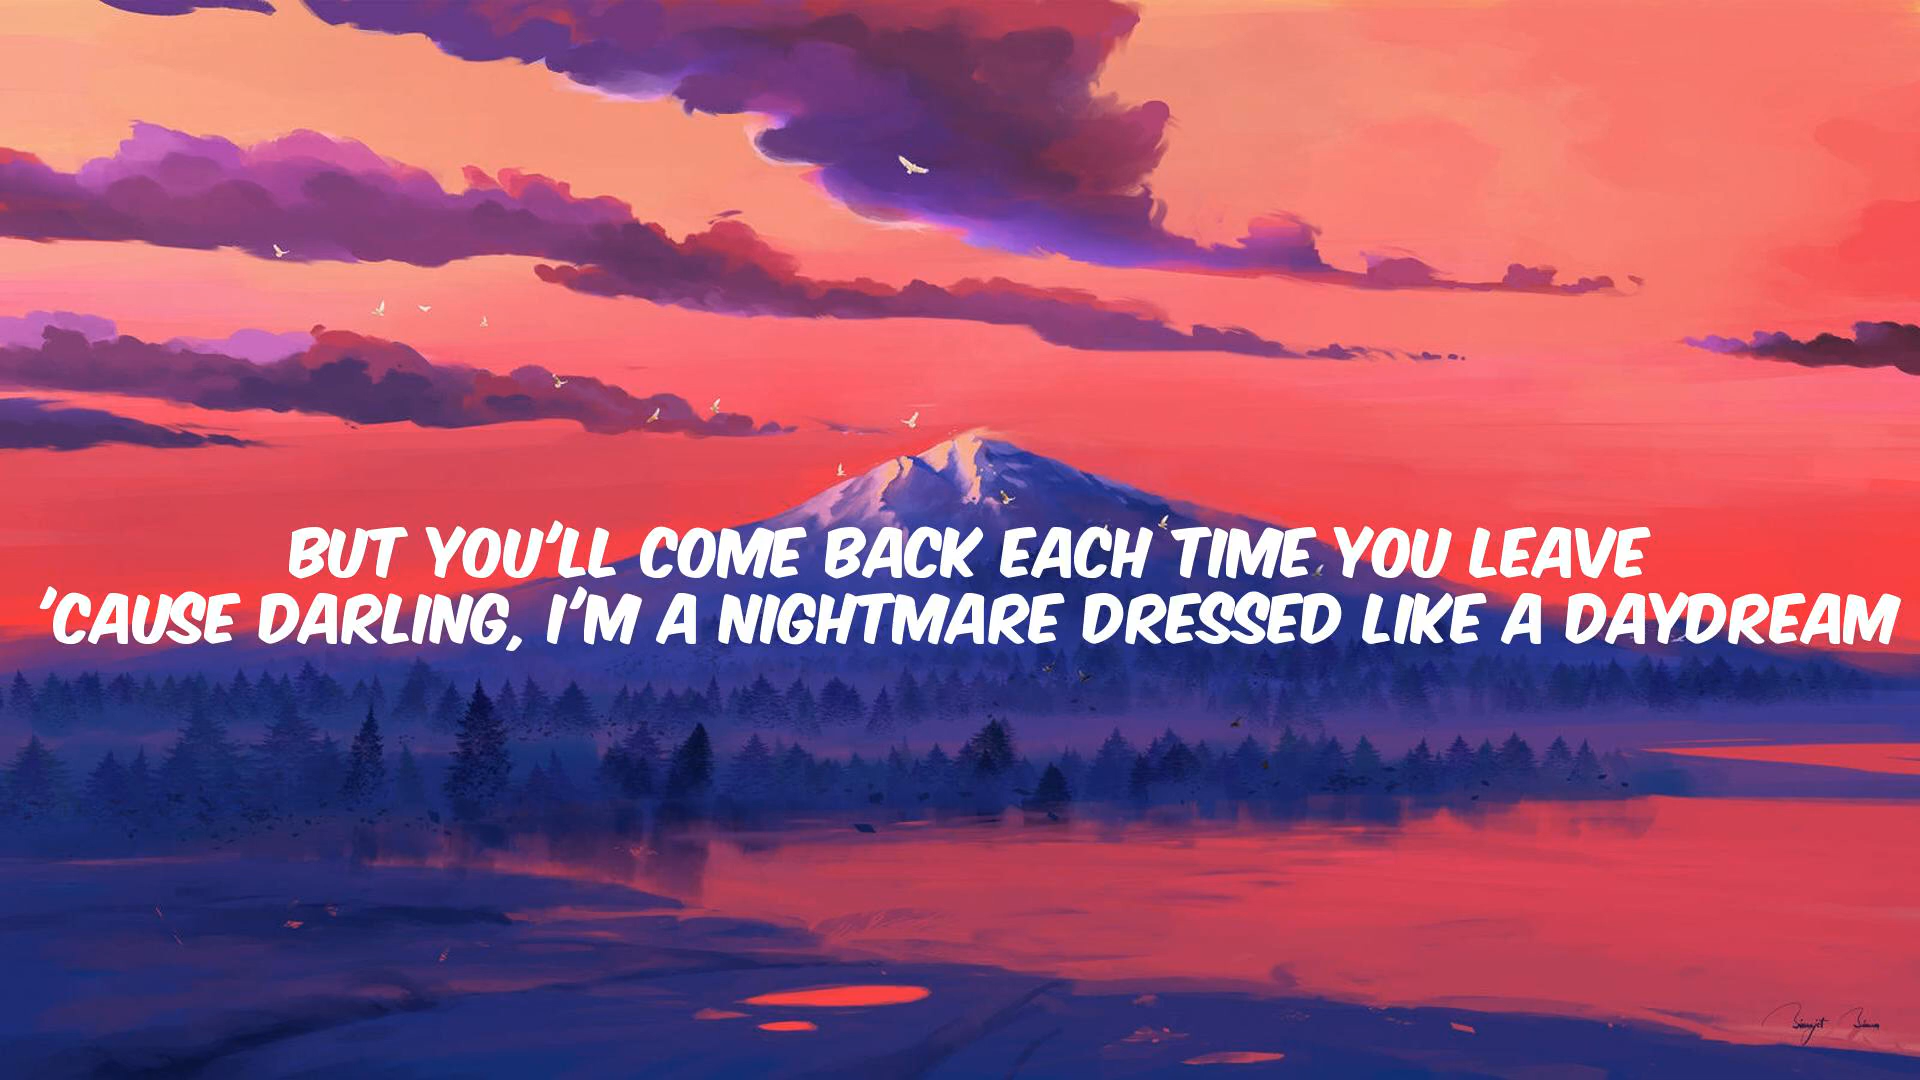 BUT YOU'LL COME BACK EACH TIME YOU LEAVE
'CAUSE DARLING, I'M A NIGHTMARE DRESSED LIKE A DAYDREAM